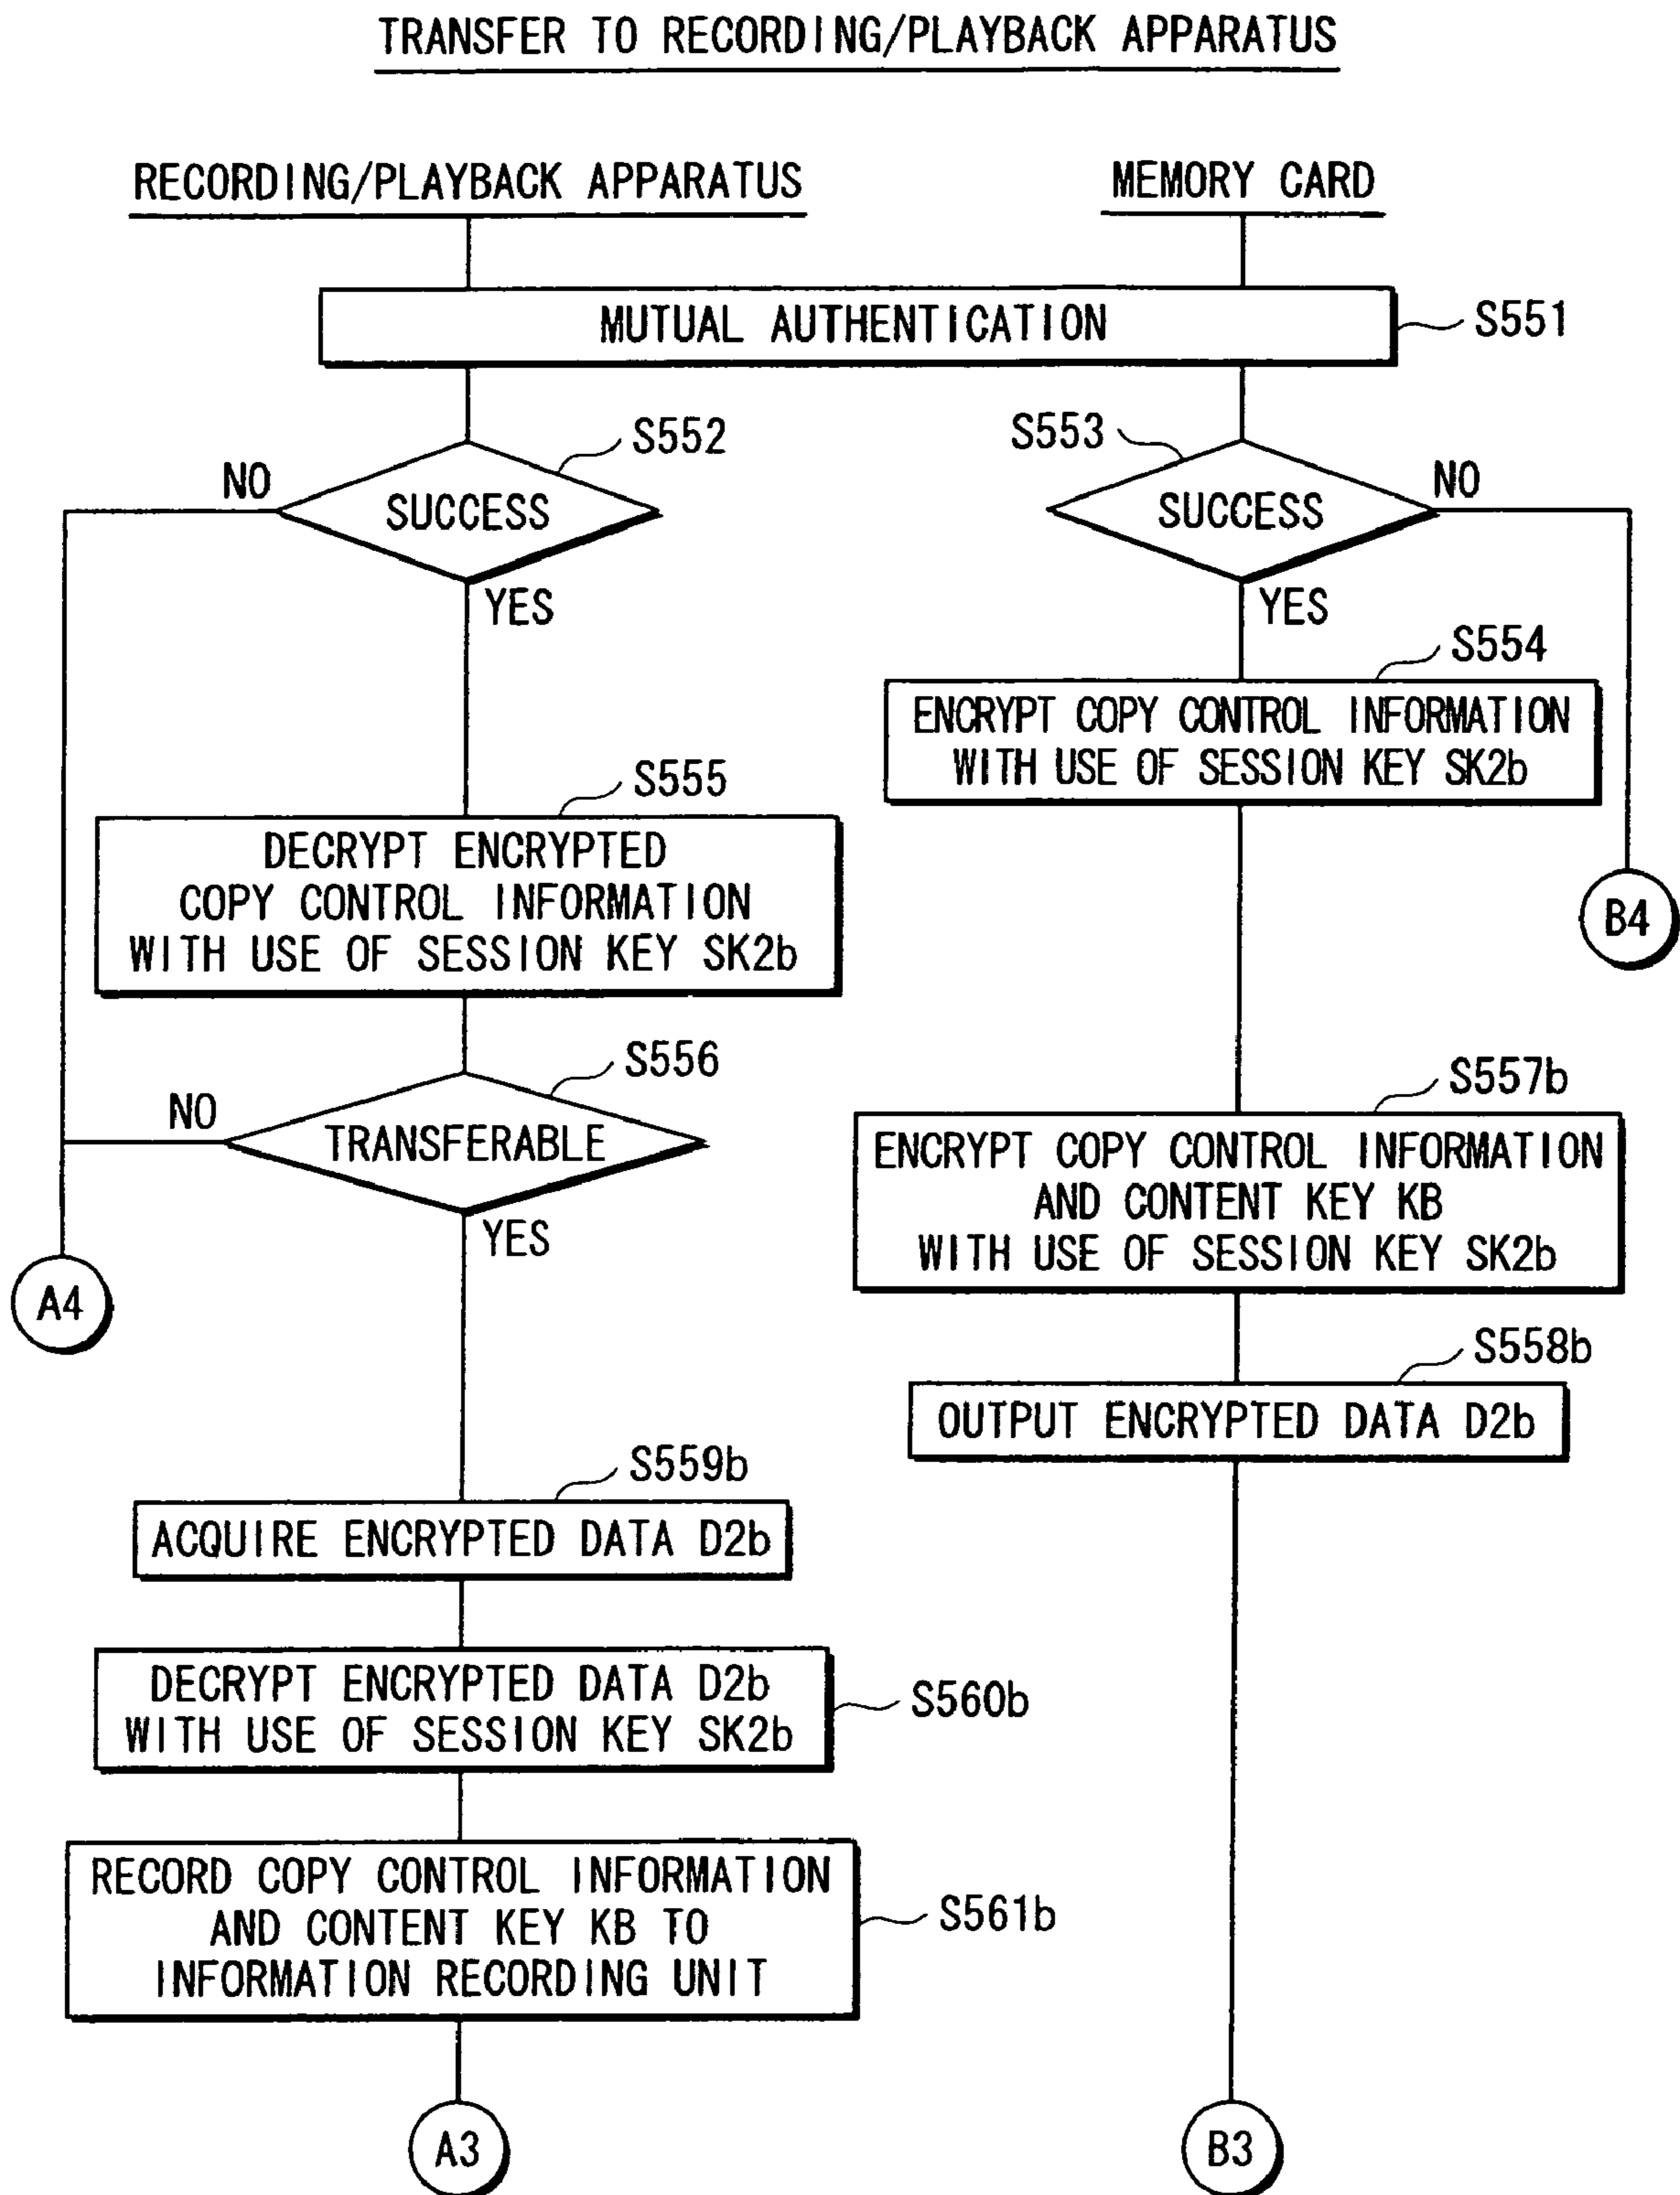 TRANSFER TO RECORDING/PLAYBACK APPARATUS
RECORDING/PLAYBACK APPARATUS
MEMORY CARD
MUTUAL AUTHENTICATION
S551
S552
S553
NO
SUCCESS
YES
SUCCESS
NO
YES
S554
ENCRYPT COPY CONTROL INFORMATION
WITH USE OF SESSION KEY SK2b
S555
DECRYPT ENCRYPTED
COPY CONTROL INFORMATION
WITH USE OF SESSION KEY SK2b
B4
S556
NO
TRANSFERABLE
YES
A4
S557b
ENCRYPT COPY CONTROL INFORMATION
AND CONTENT KEY KB
WITH USE OF SESSION KEY SK2b
S558b
OUTPUT ENCRYPTED DATA D2b
S559b
ACQUIRE ENCRYPTED DATA D2b
DECRYPT ENCRYPTED DATA D2b
WITH USE OF SESSION KEY SK2b
S560b
RECORD COPY CONTROL INFORMATION
AND CONTENT KEY KB TO
INFORMATION RECORDING UNIT
S561b
A3
B3